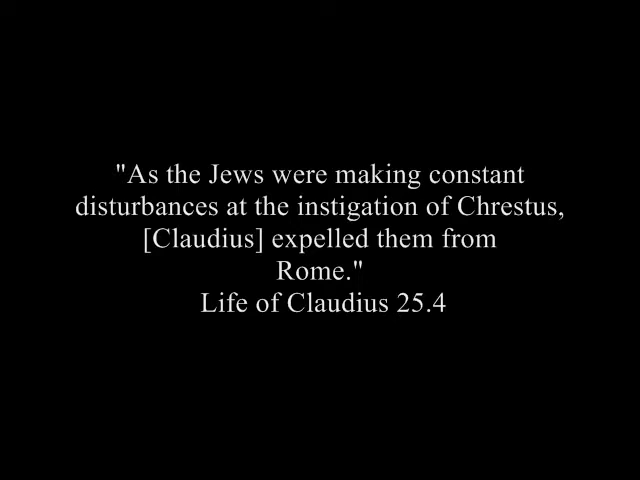 "As the Jews were making constant
disturbances at the instigation of Chrestus,
[Claudius] expelled them from
Rome."
Life of Claudius 25.4